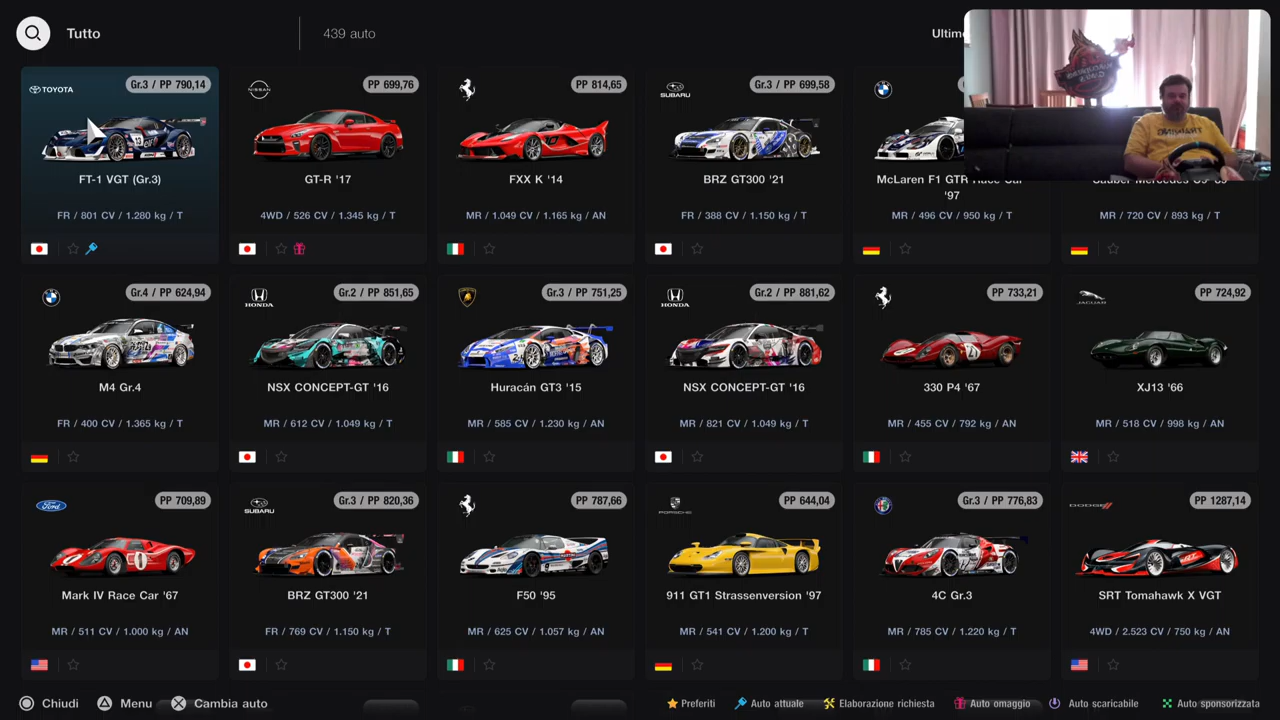 Tutto
439 auto
Ultime
TOYOTA
Gr.3 / PP 790,14
FT-1 VGT (Gr.3)
FR / 801 CV / 1.280 kg / T
NISSAN
PP 699,76
GT-R '17
4WD / 526 CV / 1.345 kg / T
PP 814,65
FXX K '14
MR / 1.049 CV / 1.165 kg / AN
SUBARU
Gr.3 / PP 699,58
BRZ GT300 '21
FR / 388 CV / 1.150 kg / T
McLaren F1 GTR Race Car
'97
MR / 496 CV / 950 kg / T
Sauber Mercedes C9 '89
MR / 720 CV / 893 kg / T
Gr.4 / PP 624,94
M4 Gr.4
FR / 400 CV / 1.365 kg / T
HONDA
Gr.2 / PP 851,65
NSX CONCEPT-GT '16
MR / 612 CV / 1.049 kg / T
Gr.3 / PP 751,25
Huracán GT3 '15
MR / 585 CV / 1.230 kg / AN
HONDA
Gr.2 / PP 881,62
NSX CONCEPT-GT '16
MR / 821 CV / 1.049 kg / T
PP 733,21
330 P4 '67
MR / 455 CV / 792 kg / AN
JAGUAR
PP 724,92
XJ13 '66
MR / 518 CV / 998 kg / AN
Ford
PP 709,89
Mark IV Race Car '67
MR / 511 CV / 1.000 kg / AN
SUBARU
Gr.3 / PP 820,36
BRZ GT300 '21
FR / 769 CV / 1.150 kg / T
PP 787,66
F50 '95
MR / 625 CV / 1.057 kg / AN
PORSCHE
PP 644,04
911 GT1 Strassenversion '97
MR / 541 CV / 1.200 kg / T
Gr.3 / PP 776,83
4C Gr.3
MR / 785 CV / 1.220 kg / T
DODGE
PP 1287,14
SRT Tomahawk X VGT
4WD / 2.523 CV / 750 kg / AN
Chiudi
Menu
Cambia auto
Preferiti
Auto attuale
Elaborazione richiesta
Auto omaggio
Auto scaricabile
Auto sponsorizzata